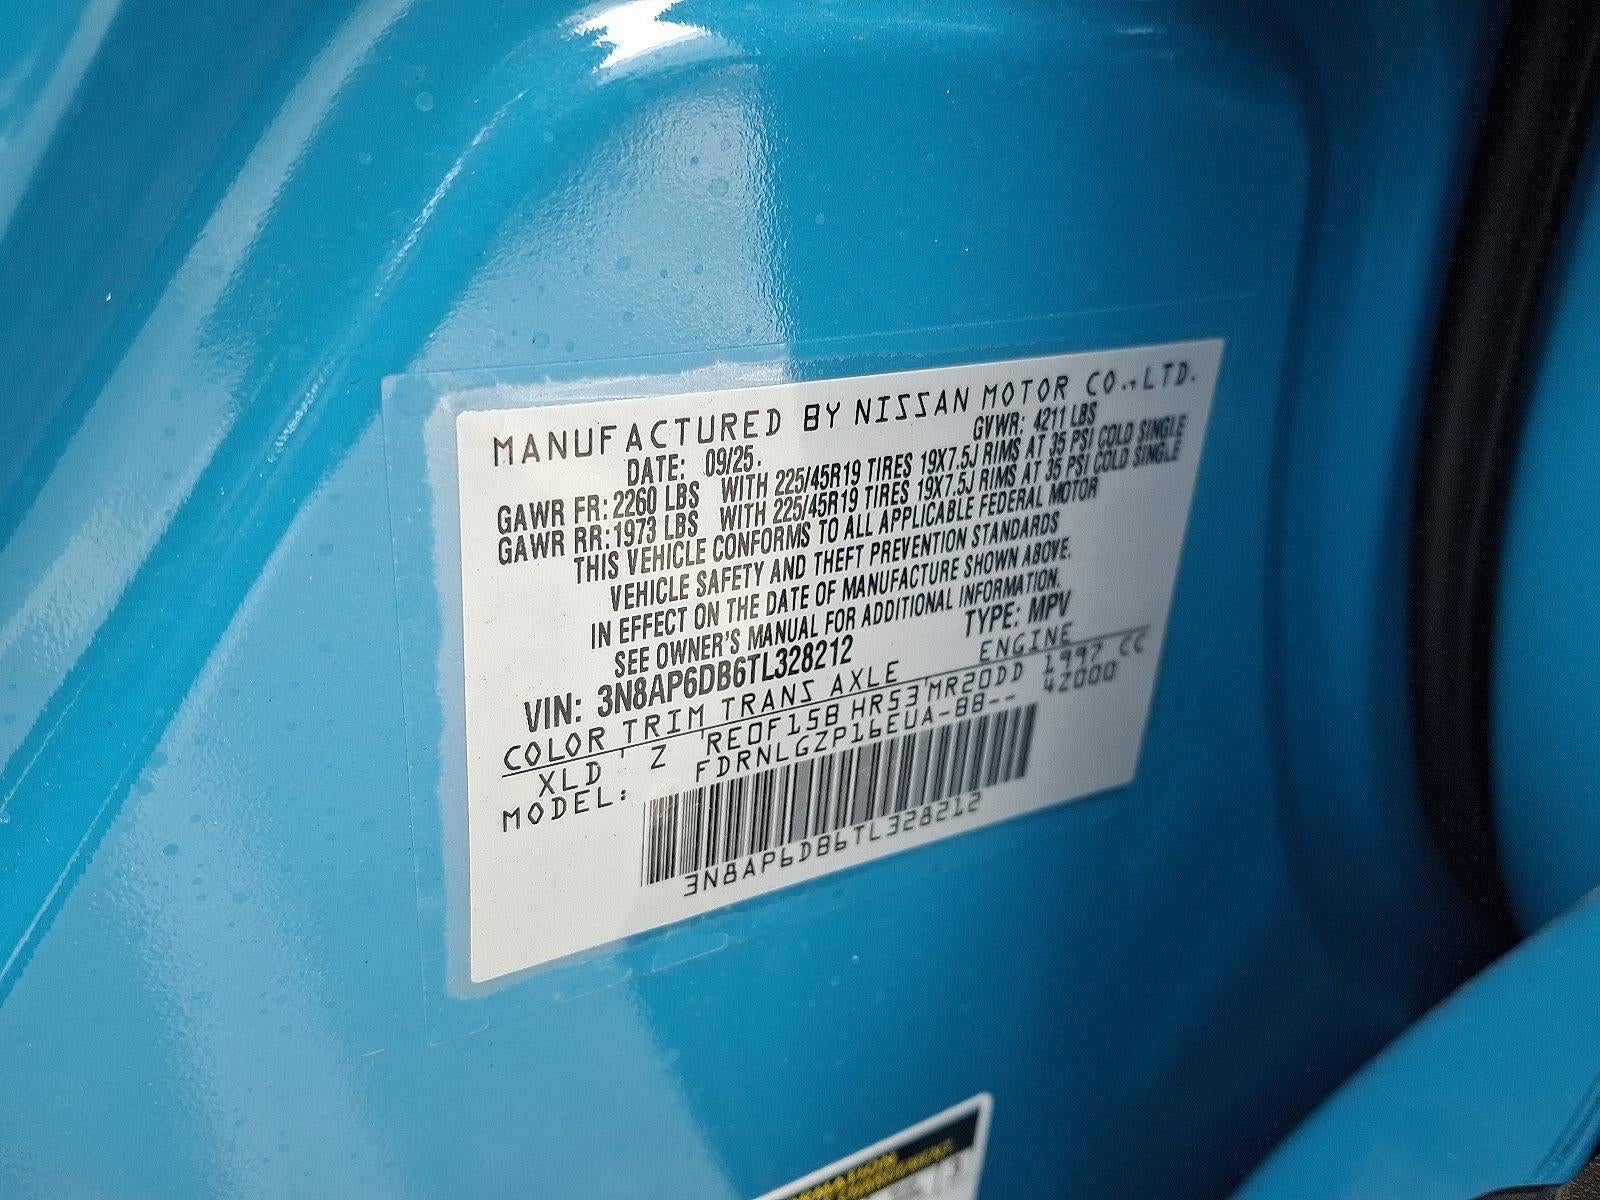 MANUFACTURED BY NISSAN MOTOR CO.,LTD.
DATE: 09/25. GVWR: 4211 LBS
GAWR FR: 2260 LBS WITH 225/45R19 TIRES 19X7.5J RIMS AT 35 PSI COLD SINGLE
GAWR RR: 1973 LBS WITH 225/45R19 TIRES 19X7.5J RIMS AT 35 PSI COLD SINGLE
THIS VEHICLE CONFORMS TO ALL APPLICABLE FEDERAL MOTOR
VEHICLE SAFETY AND THEFT PREVENTION STANDARDS
IN EFFECT ON THE DATE OF MANUFACTURE SHOWN ABOVE.
SEE OWNER'S MANUAL FOR ADDITIONAL INFORMATION.
VIN: 3N8AP6DB6TL328212 TYPE: MPV
COLOR TRIM TRANS AXLE ENGINE
XLD Z RE0F15B HR53 MR20DD 1997 CC
MODEL: FDRNLGZP16EUA-BB-- 42000
3N8AP6DB6TL328212